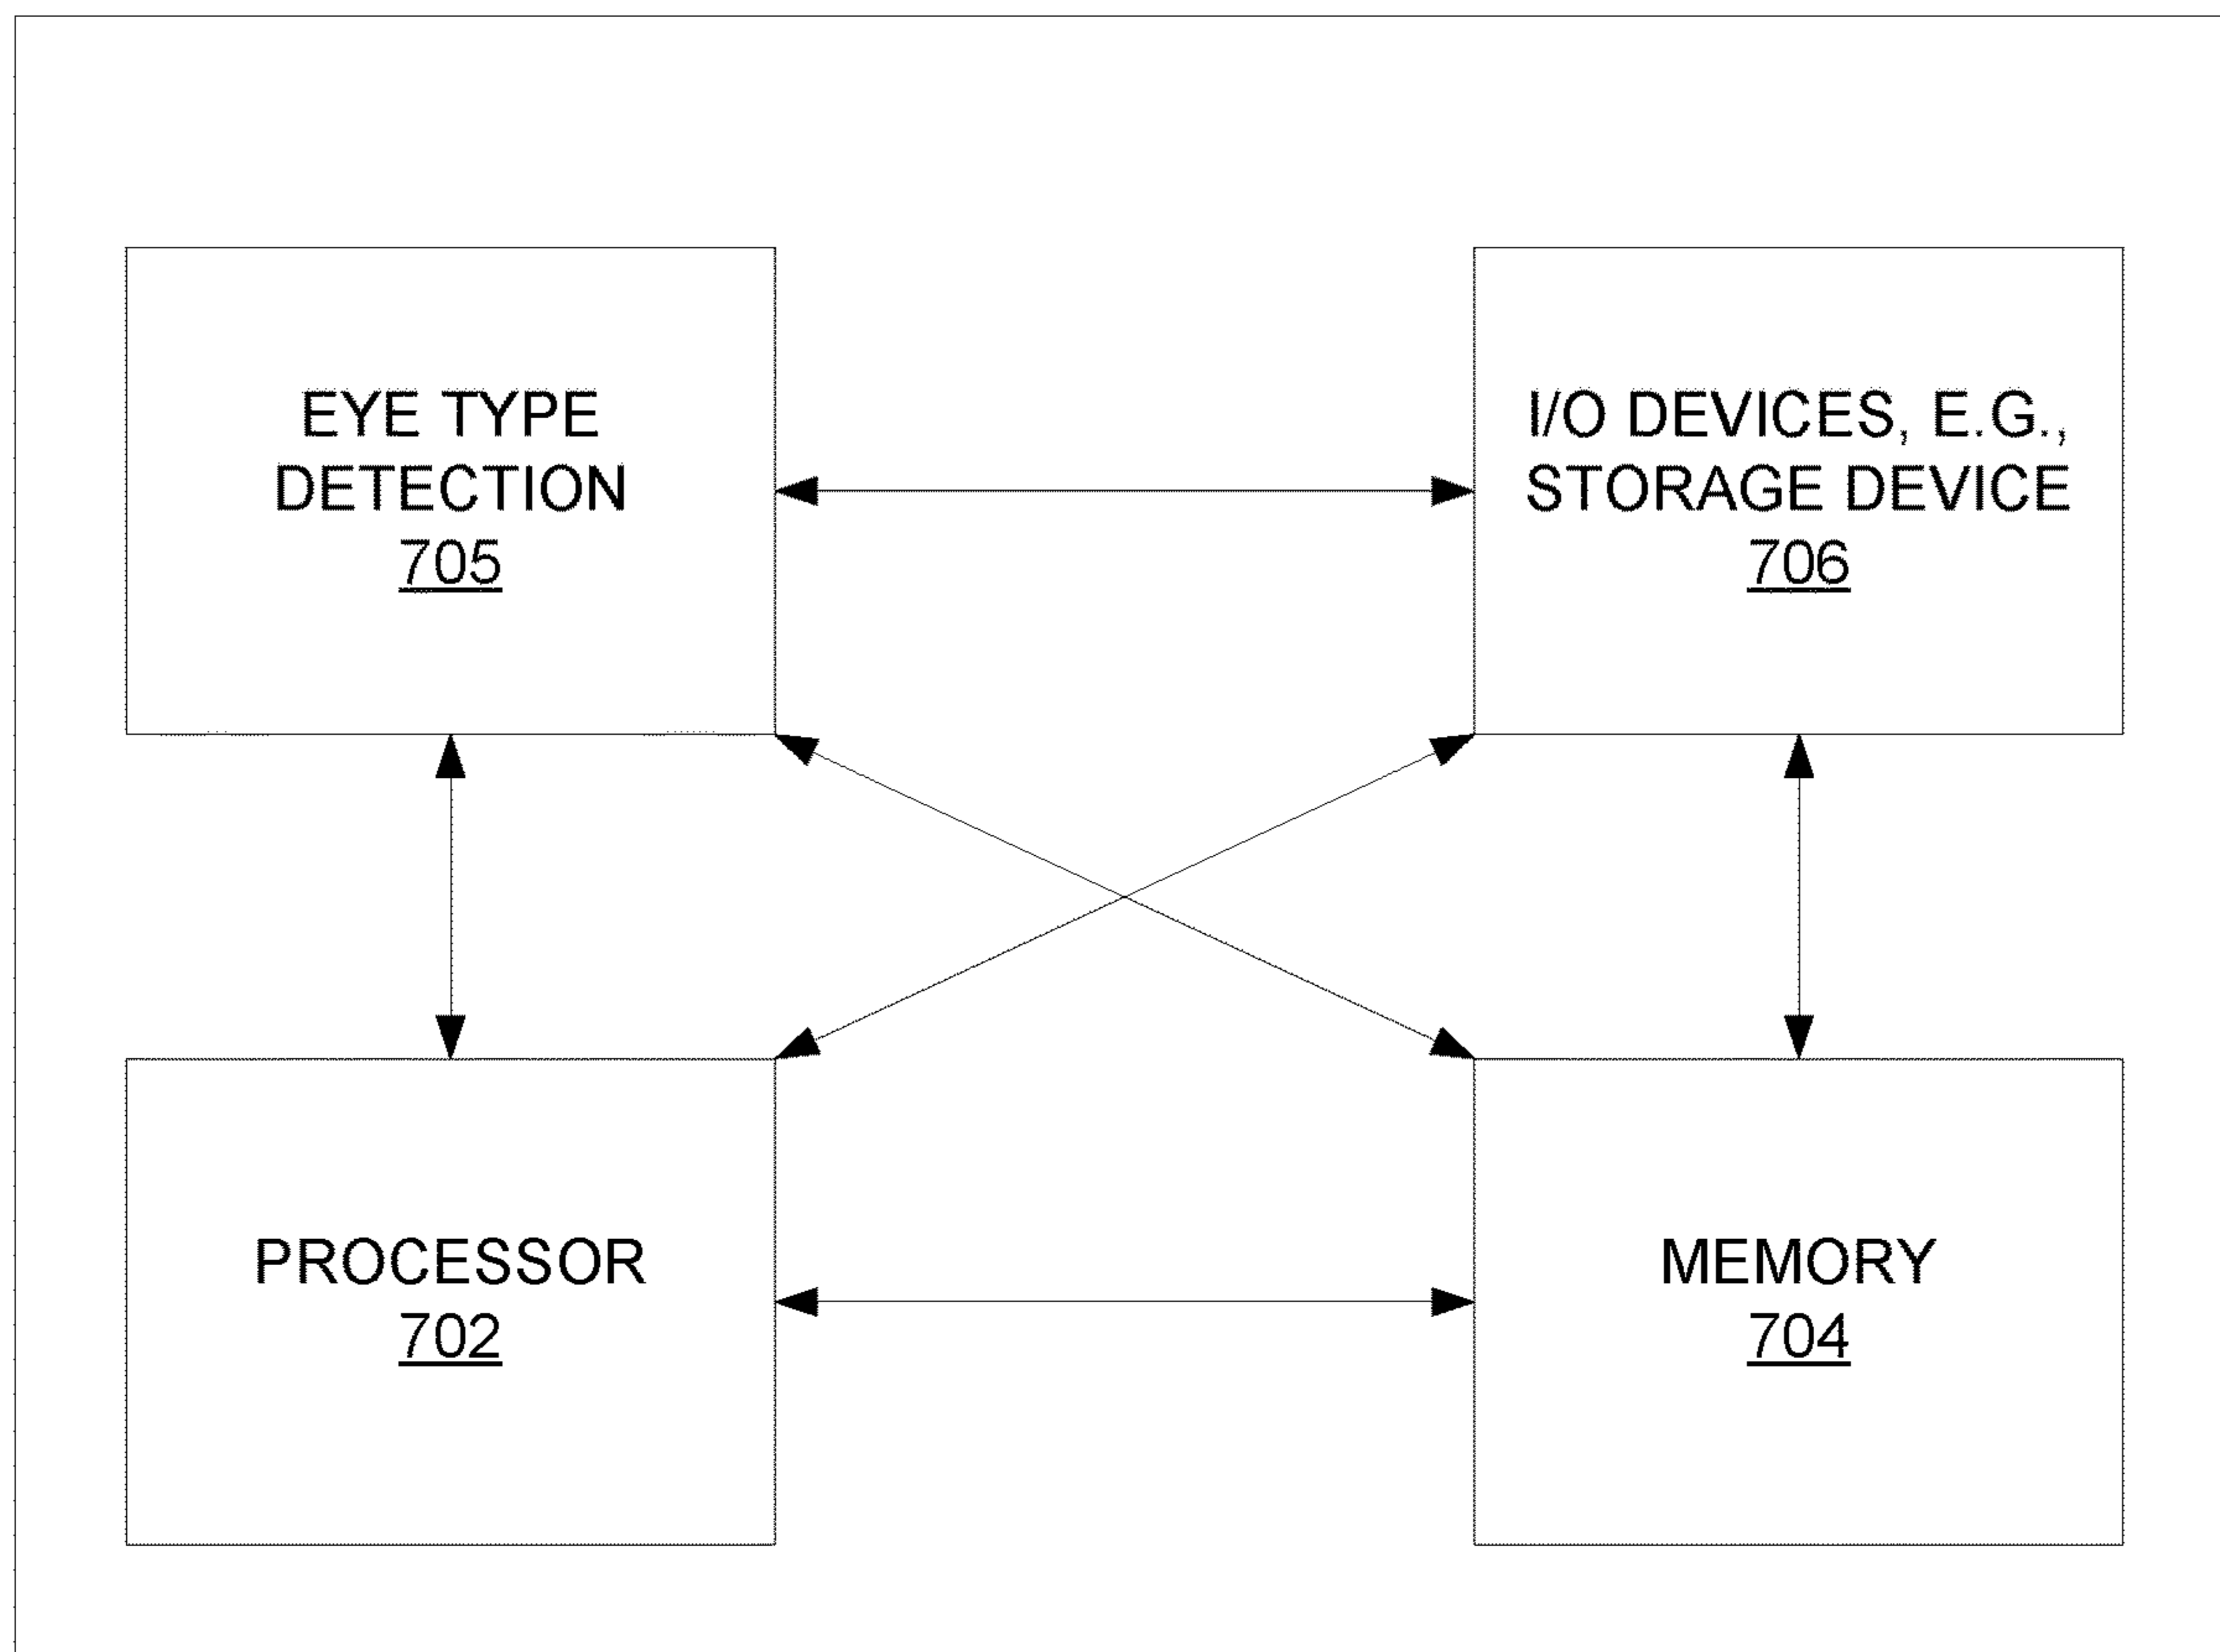 EYE TYPE
DETECTION
705
I/O DEVICES, E.G.,
STORAGE DEVICE
706
PROCESSOR
702
MEMORY
704